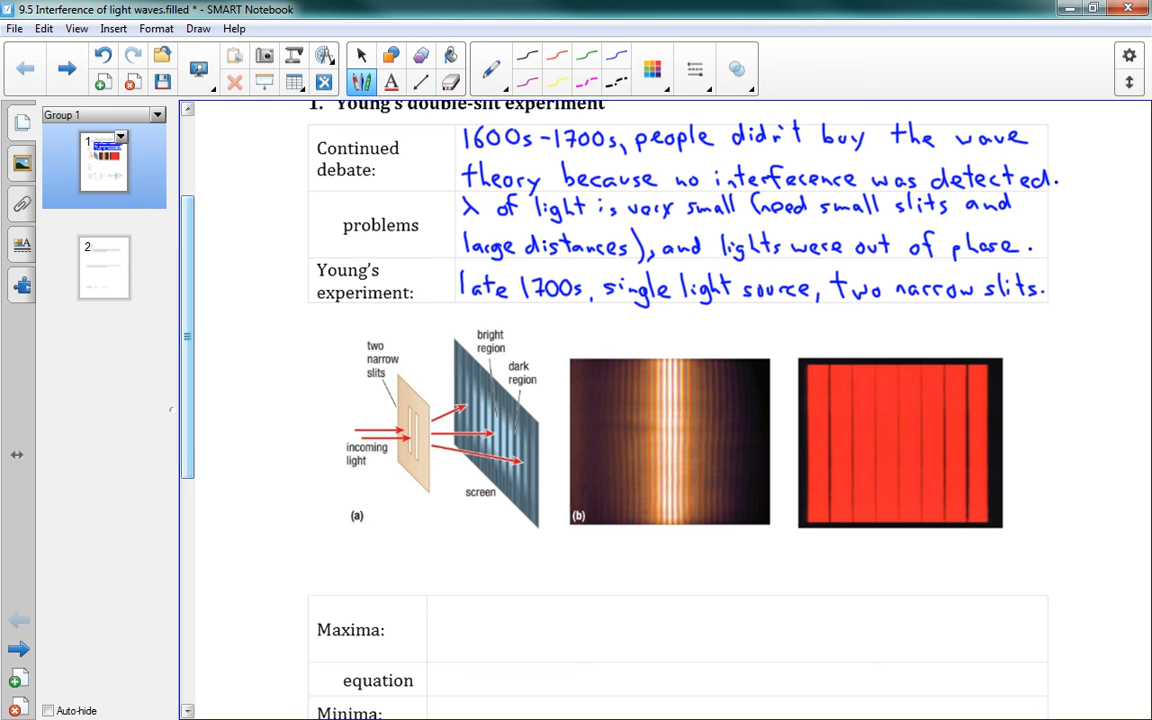 9.5 Interference of light waves.filled * - SMART Notebook
File Edit View Insert Format Draw Help
Group 1
1
2
1. Young's double-slit experiment
Continued debate:
1600s-1700s, people didn't buy the wave
theory because no interference was detected.
problems
λ of light is very small (need small slits and
large distances), and lights were out of phase.
Young's experiment:
late 1700s, single light source, two narrow slits.
two
narrow
slits
bright
region
dark
region
incoming
light
screen
(a)
(b)
Maxima:
equation
Minima:
Auto-hide